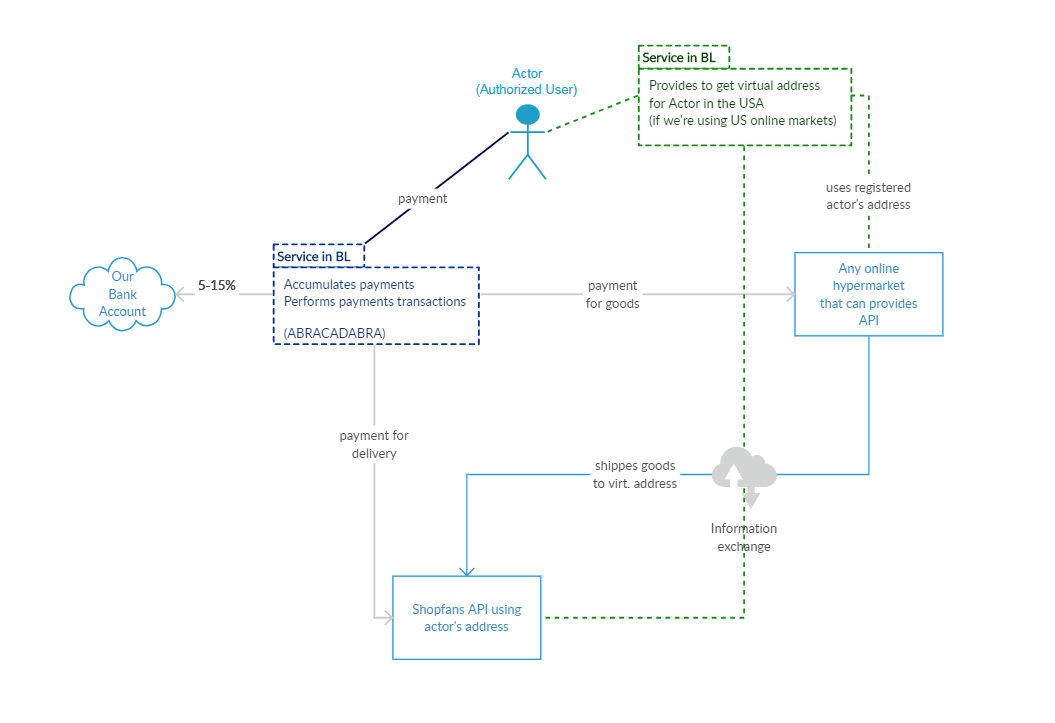 Actor
(Authorized User)
Service in BL
Provides to get virtual address
for Actor in the USA
(if we're using US online markets)
payment
uses registered
actor's address
Service in BL
Accumulates payments
Performs payments transactions
(ABRACADABRA)
Our
Bank
Account
5-15%
payment
for goods
Any online
hypermarket
that can provides
API
payment for
delivery
shippes goods
to virt. address
Information
exchange
Shopfans API using
actor's address